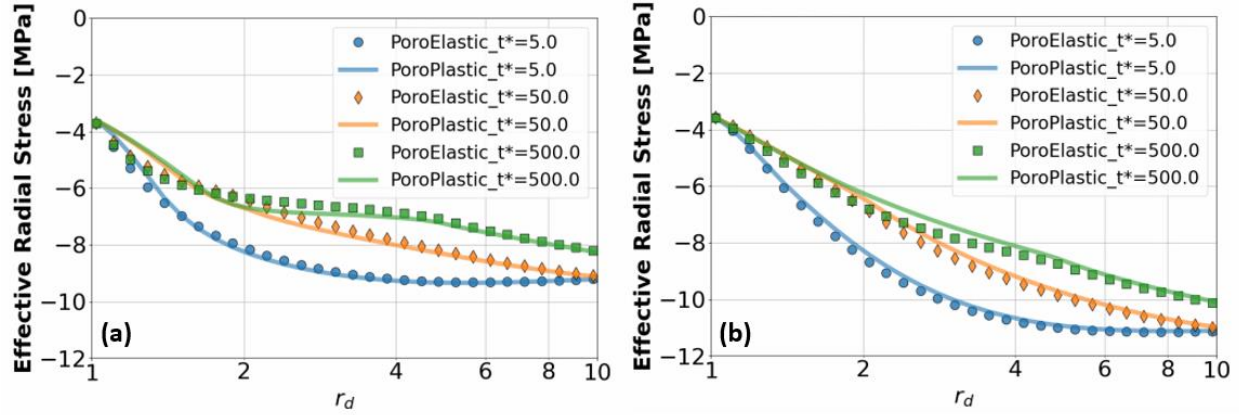 Effective Radial Stress [MPa]
0
−2
−4
−6
−8
−10
−12
PoroElastic_t*=5.0
PoroPlastic_t*=5.0
PoroElastic_t*=50.0
PoroPlastic_t*=50.0
PoroElastic_t*=500.0
PoroPlastic_t*=500.0
(a)
1 2 4 6 8 10
r_d
Effective Radial Stress [MPa]
0
−2
−4
−6
−8
−10
−12
PoroElastic_t*=5.0
PoroPlastic_t*=5.0
PoroElastic_t*=50.0
PoroPlastic_t*=50.0
PoroElastic_t*=500.0
PoroPlastic_t*=500.0
(b)
1 2 4 6 8 10
r_d